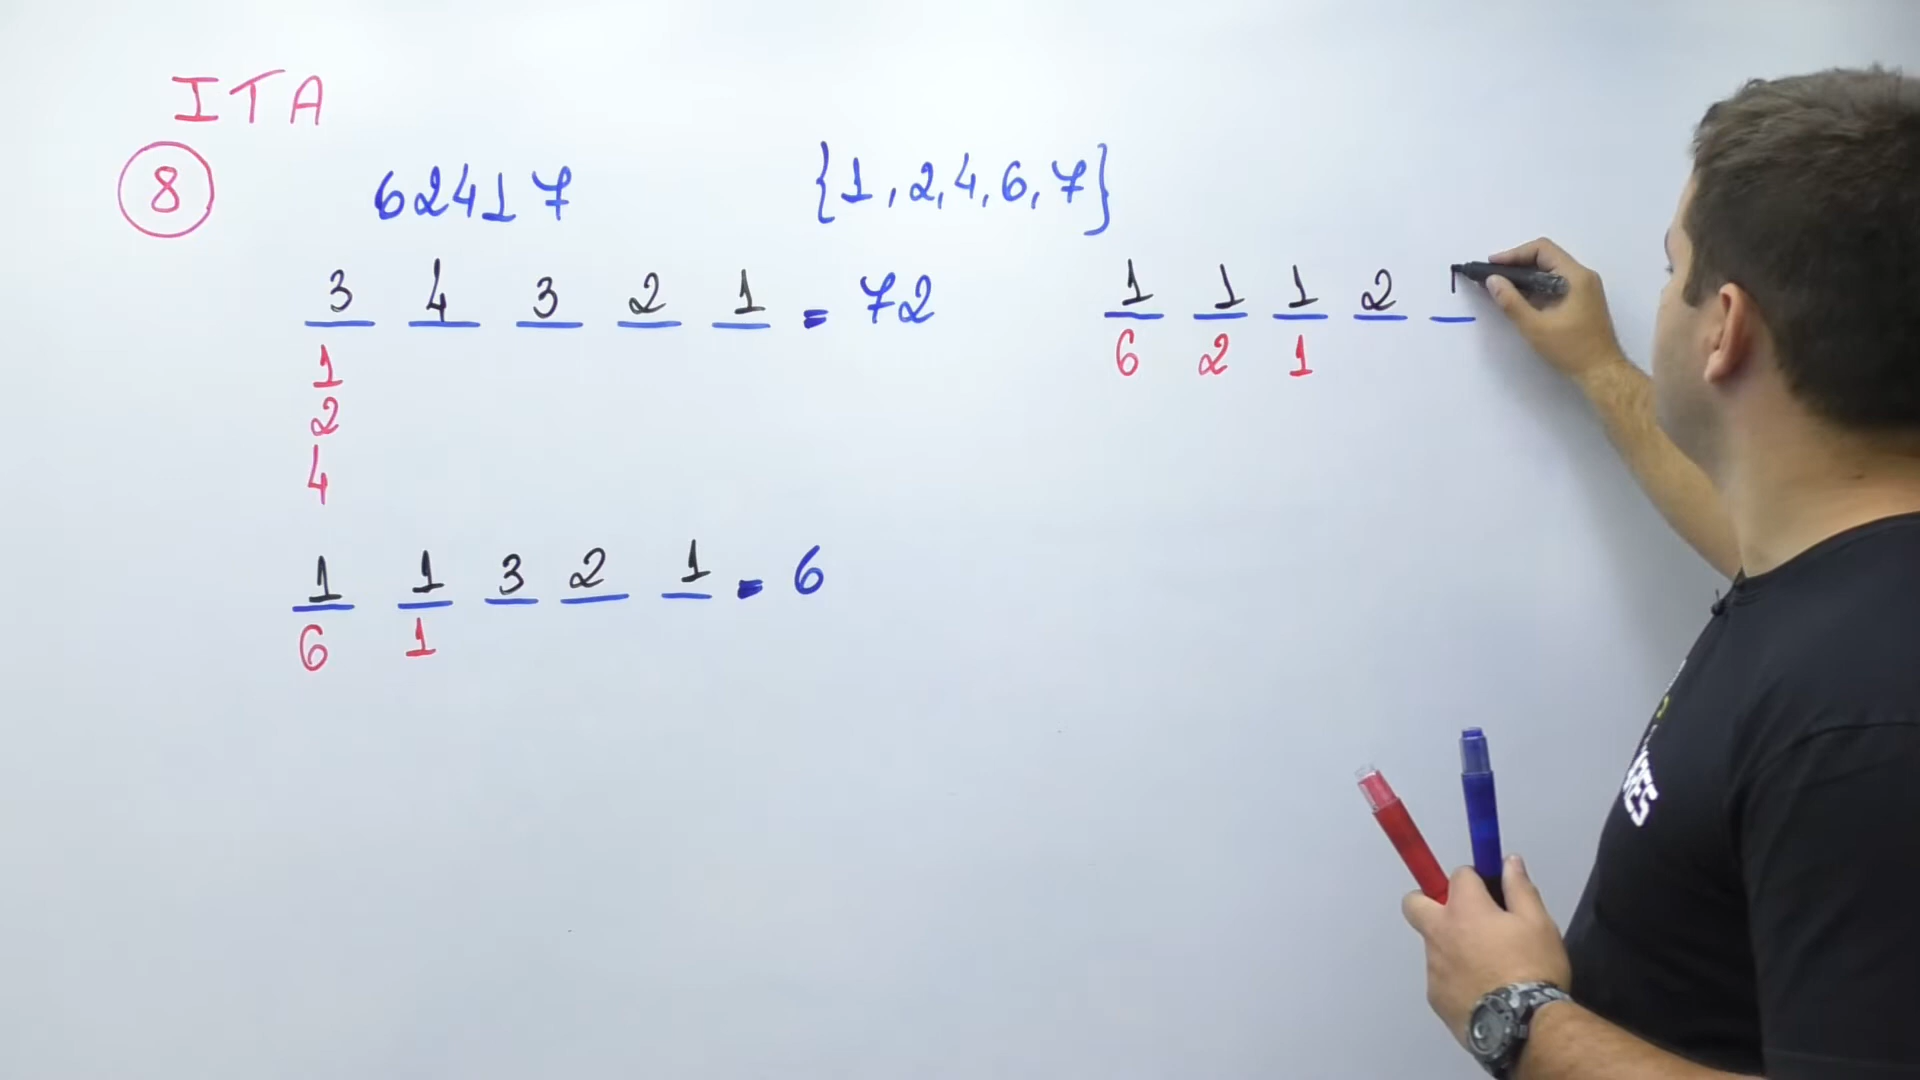 ITA
8 62417 {1, 2, 4, 6, 7}
3 4 3 2 1 = 72
1
2
4
1 1 3 2 1 = 6
6 1
1 1 1 2
6 2 1